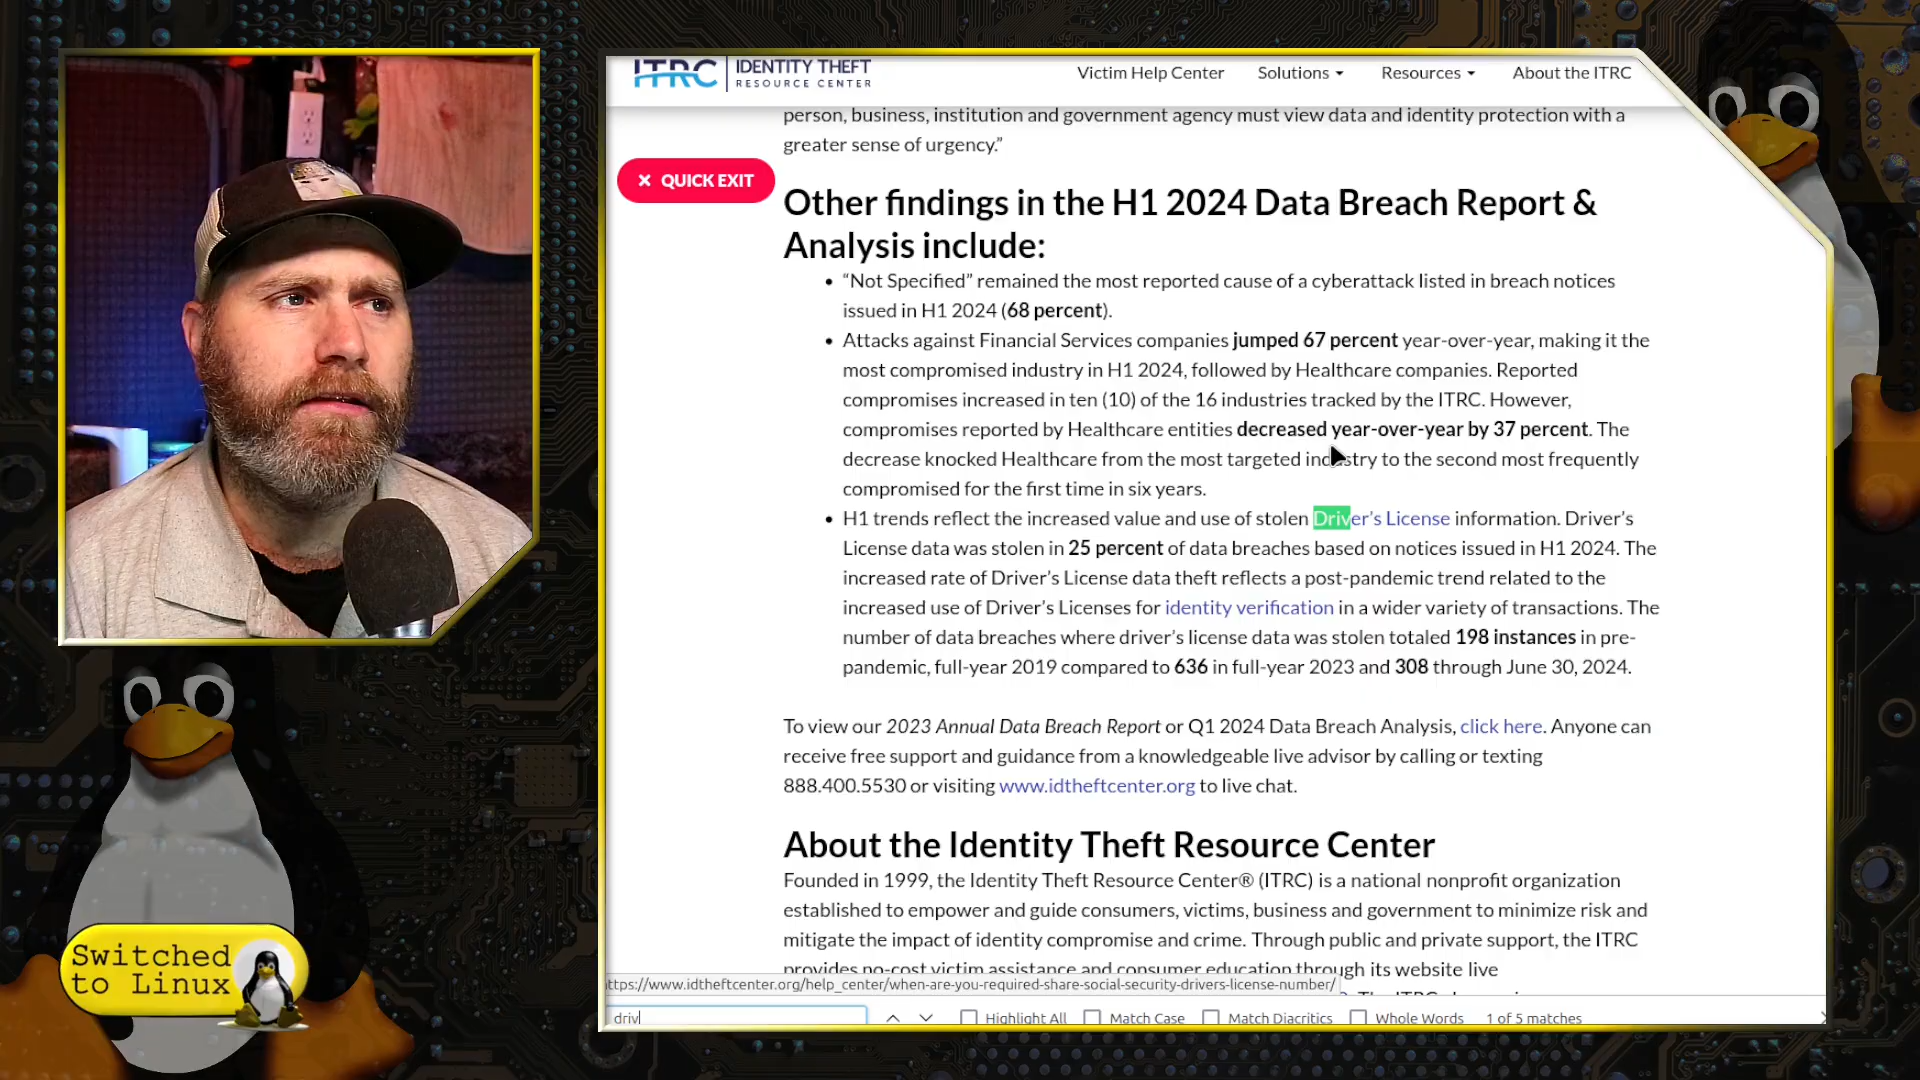 ITRC IDENTITY THEFT
RESOURCE CENTER
Victim Help Center Solutions Resources About the ITRC
person, business, institution and government agency must view data and identity protection with a
greater sense of urgency.”
× QUICK EXIT
Other findings in the H1 2024 Data Breach Report &
Analysis include:
• “Not Specified” remained the most reported cause of a cyberattack listed in breach notices
issued in H1 2024 (68 percent).
• Attacks against Financial Services companies jumped 67 percent year-over-year, making it the
most compromised industry in H1 2024, followed by Healthcare companies. Reported
compromises increased in ten (10) of the 16 industries tracked by the ITRC. However,
compromises reported by Healthcare entities decreased year-over-year by 37 percent. The
decrease knocked Healthcare from the most targeted industry to the second most frequently
compromised for the first time in six years.
• H1 trends reflect the increased value and use of stolen Driver’s License information. Driver’s
License data was stolen in 25 percent of data breaches based on notices issued in H1 2024. The
increased rate of Driver’s License data theft reflects a post-pandemic trend related to the
increased use of Driver’s Licenses for identity verification in a wider variety of transactions. The
number of data breaches where driver’s license data was stolen totaled 198 instances in pre-
pandemic, full-year 2019 compared to 636 in full-year 2023 and 308 through June 30, 2024.
To view our 2023 Annual Data Breach Report or Q1 2024 Data Breach Analysis, click here. Anyone can
receive free support and guidance from a knowledgeable live advisor by calling or texting
888.400.5530 or visiting www.idtheftcenter.org to live chat.
About the Identity Theft Resource Center
Founded in 1999, the Identity Theft Resource Center® (ITRC) is a national nonprofit organization
established to empower and guide consumers, victims, business and government to minimize risk and
mitigate the impact of identity compromise and crime. Through public and private support, the ITRC
provides no-cost victim assistance and consumer education through its website live
ttps://www.idtheftcenter.org/help_center/when-are-you-required-share-social-security-drivers-license-number/
driv Highlight All Match Case Match Diacritics Whole Words 1 of 5 matches
Switched
to Linux